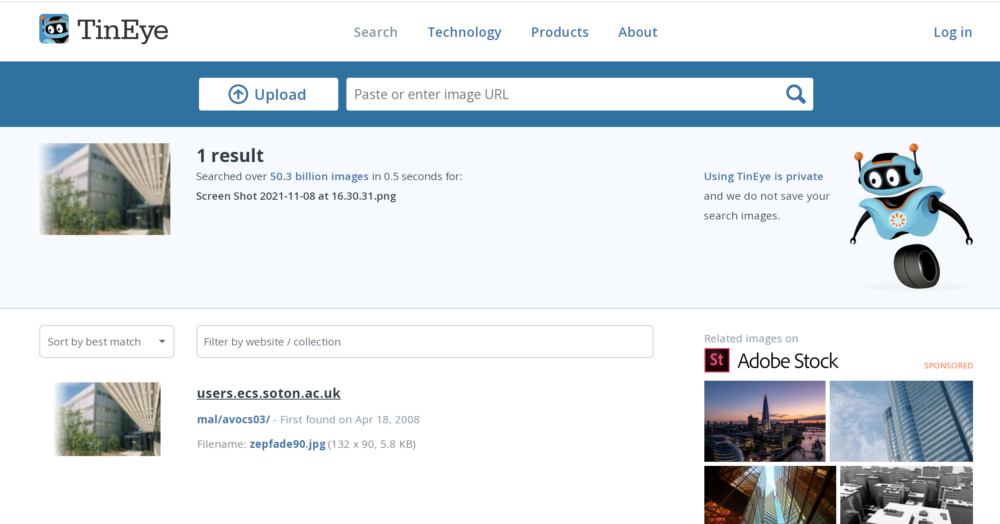 TinEye
Search Technology Products About Log in
Upload
Paste or enter image URL
1 result
Searched over 50.3 billion images in 0.5 seconds for:
Screen Shot 2021-11-08 at 16.30.31.png
Using TinEye is private
and we do not save your
search images.
Sort by best match
Filter by website / collection
users.ecs.soton.ac.uk
mal/avocs03/ - First found on Apr 18, 2008
Filename: zepfade90.jpg (132 x 90, 5.8 KB)
Related images on
St Adobe Stock
SPONSORED